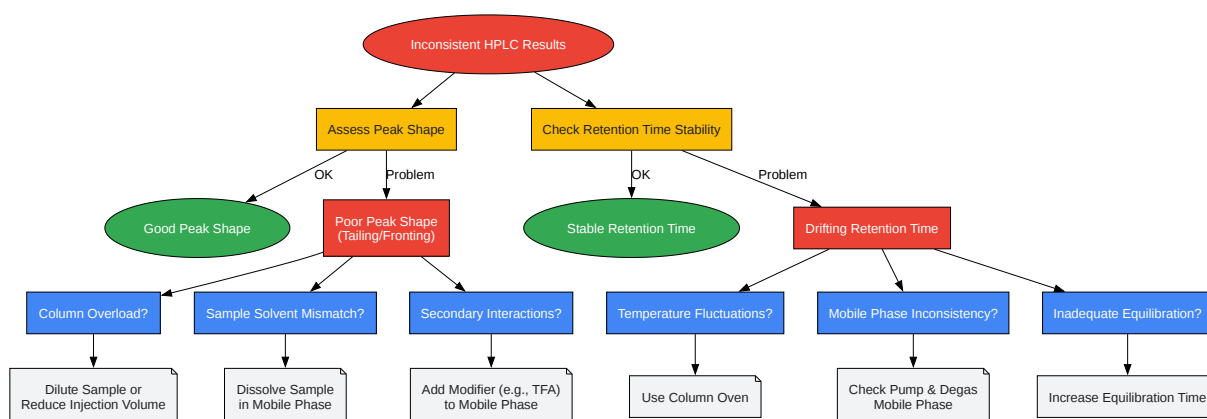 Inconsistent HPLC Results
Assess Peak Shape
Check Retention Time Stability
OK
Problem
OK
Problem
Good Peak Shape
Poor Peak Shape
(Tailing/Fronting)
Stable Retention Time
Drifting Retention Time
Column Overload?
Sample Solvent Mismatch?
Secondary Interactions?
Temperature Fluctuations?
Mobile Phase Inconsistency?
Inadequate Equilibration?
Dilute Sample or
Reduce Injection Volume
Dissolve Sample
in Mobile Phase
Add Modifier (e.g., TFA)
to Mobile Phase
Use Column Oven
Check Pump & Degas
Mobile Phase
Increase Equilibration Time